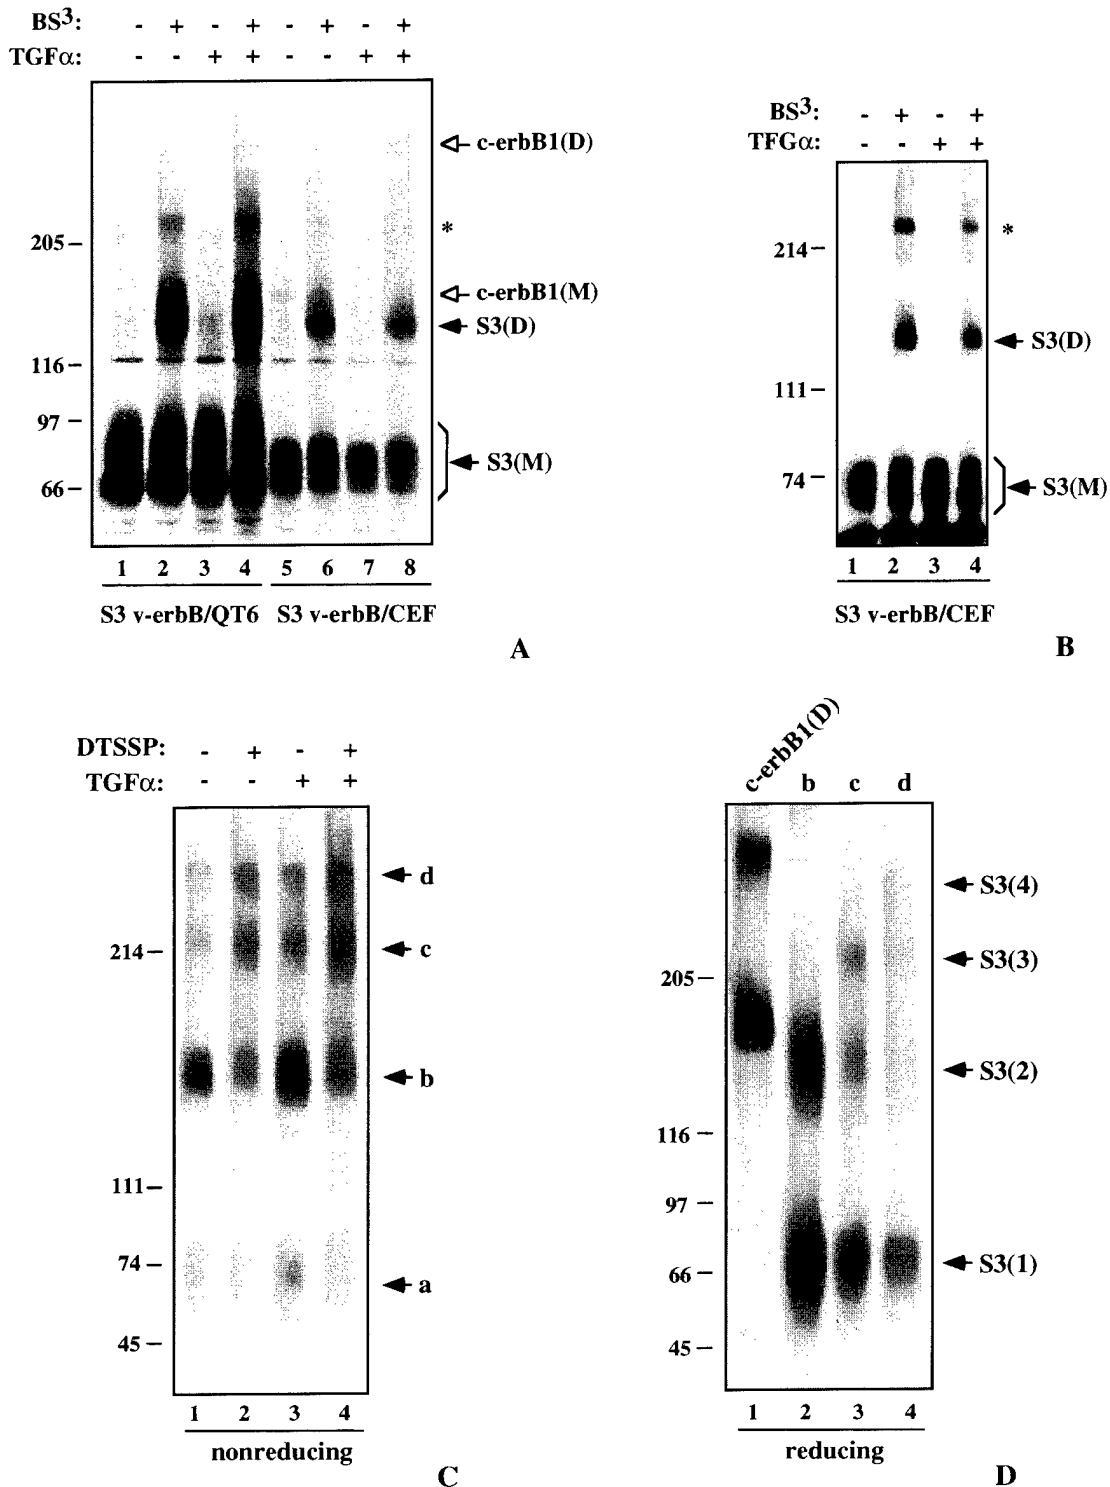 BS3: - + - + - + - +
TGFα: - - + + - - + +
c-erbB1(D)
*
205
c-erbB1(M)
S3(D)
116
97
S3(M)
66
1 2 3 4 5 6 7 8
S3 v-erbB/QT6 S3 v-erbB/CEF
A
BS3: - + - +
TFGα: - - + +
*
214
S3(D)
111
74
S3(M)
1 2 3 4
S3 v-erbB/CEF
B
DTSSP: - + - +
TGFα: - - + +
d
214
c
b
111
74
a
45
1 2 3 4
nonreducing
C
c-erbB1(D) b c d
S3(4)
S3(3)
205
S3(2)
116
97
S3(1)
66
45
1 2 3 4
reducing
D